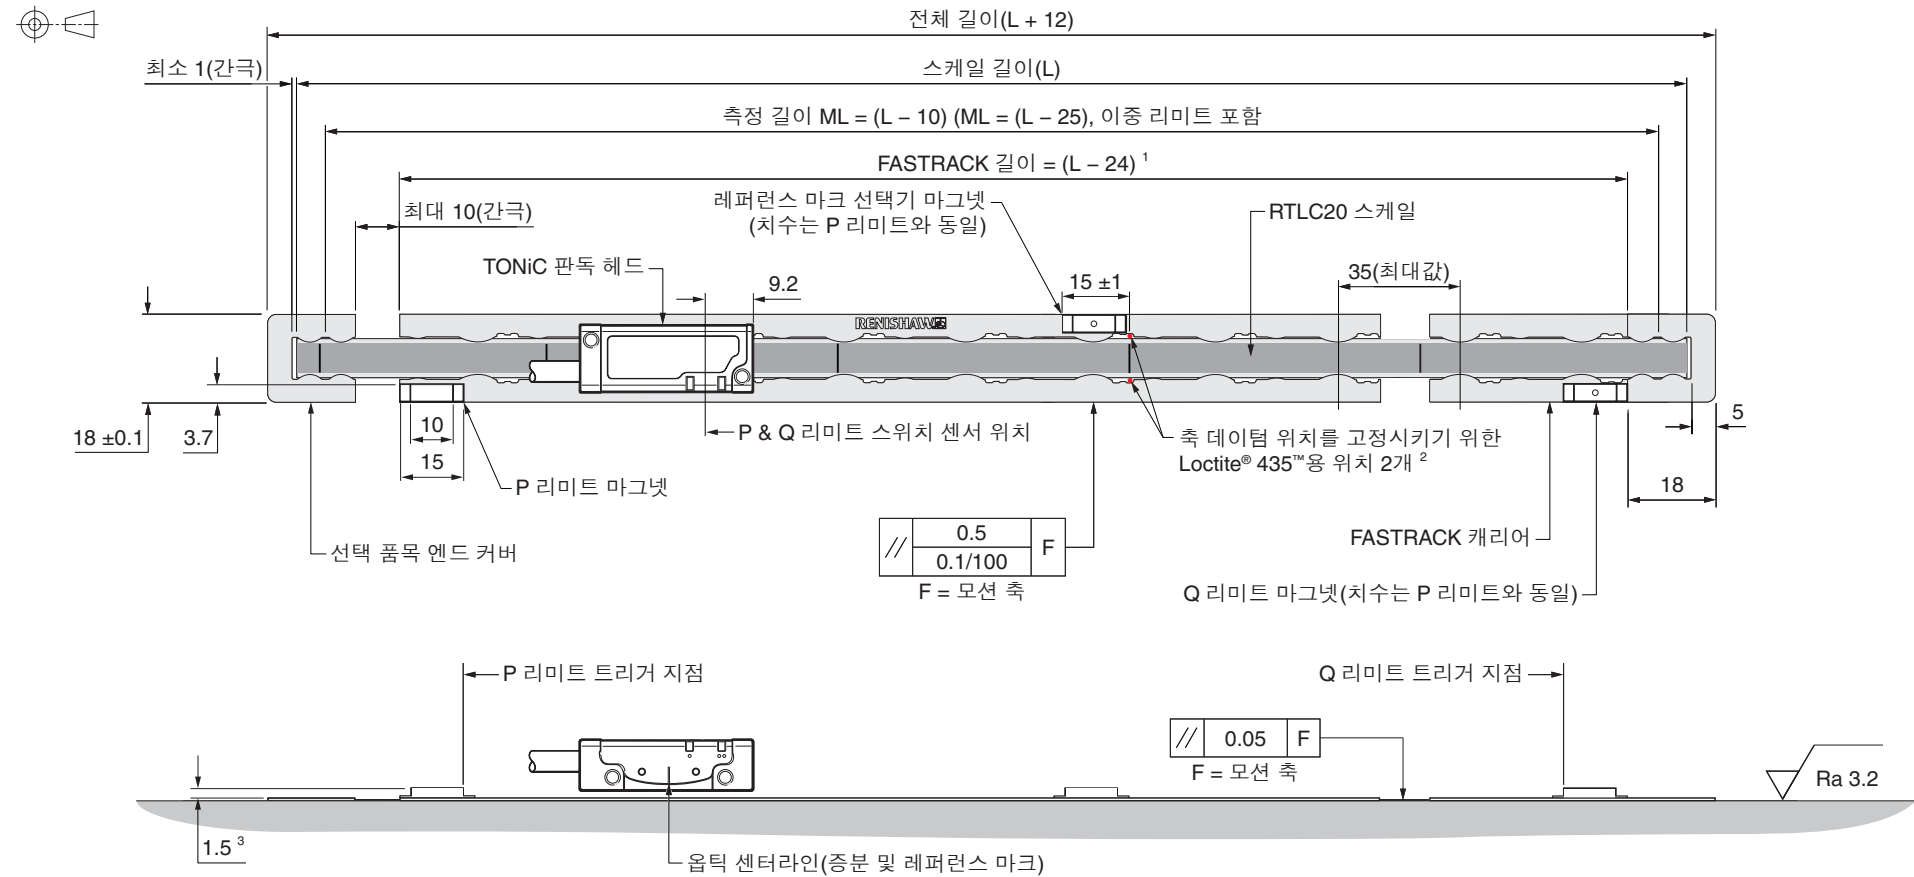 전체 길이(L + 12)
최소 1(간극)
스케일 길이(L)
측정 길이 ML = (L − 10) (ML = (L − 25), 이중 리미트 포함
FASTRACK 길이 = (L − 24) 1
레퍼런스 마크 선택기 마그넷
(치수는 P 리미트와 동일)
최대 10(간극)
RTLC20 스케일
TONiC 판독 헤드
9.2
15 ±1
35(최대값)
RENISHAW
18 ±0.1
3.7
10
15
P & Q 리미트 스위치 센서 위치
P 리미트 마그넷
축 데이텀 위치를 고정시키기 위한
Loctite® 435™용 위치 2개 2
5
18
선택 품목 엔드 커버
// 0.5 F
0.1/100
F = 모션 축
FASTRACK 캐리어
Q 리미트 마그넷(치수는 P 리미트와 동일)
P 리미트 트리거 지점
Q 리미트 트리거 지점
// 0.05 F
F = 모션 축
Ra 3.2
1.5 3
옵틱 센터라인(증분 및 레퍼런스 마크)